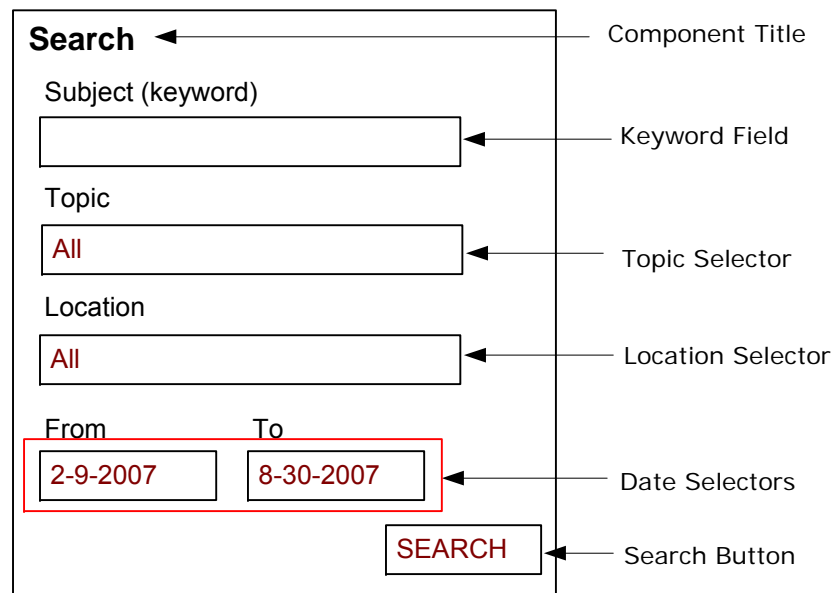 Search
Component Title
Subject (keyword)
Keyword Field
Topic
All
Topic Selector
Location
All
Location Selector
From To
2-9-2007 8-30-2007
Date Selectors
SEARCH
Search Button